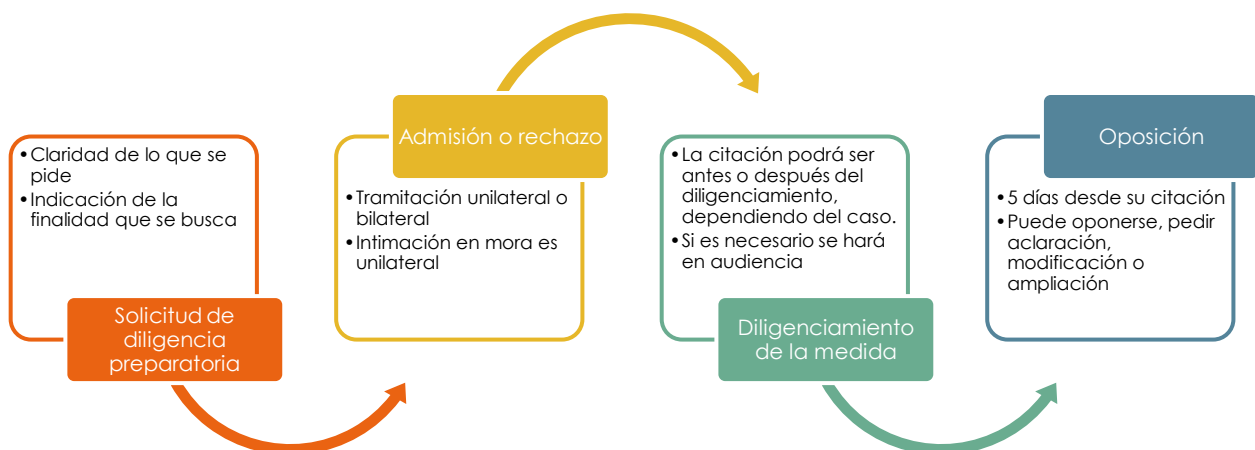 • Claridad de lo que se
pide
• Indicación de la
finalidad que se busca
Solicitud de
diligencia
preparatoria
Admisión o rechazo
• Tramitación unilateral o
bilateral
• Intimación en mora es
unilateral
• La citación podrá ser
antes o después del
diligenciamiento,
dependiendo del caso.
• Si es necesario se hará
en audiencia
Diligenciamiento
de la medida
Oposición
• 5 días desde su citación
• Puede oponerse, pedir
aclaración,
modificación o
ampliación